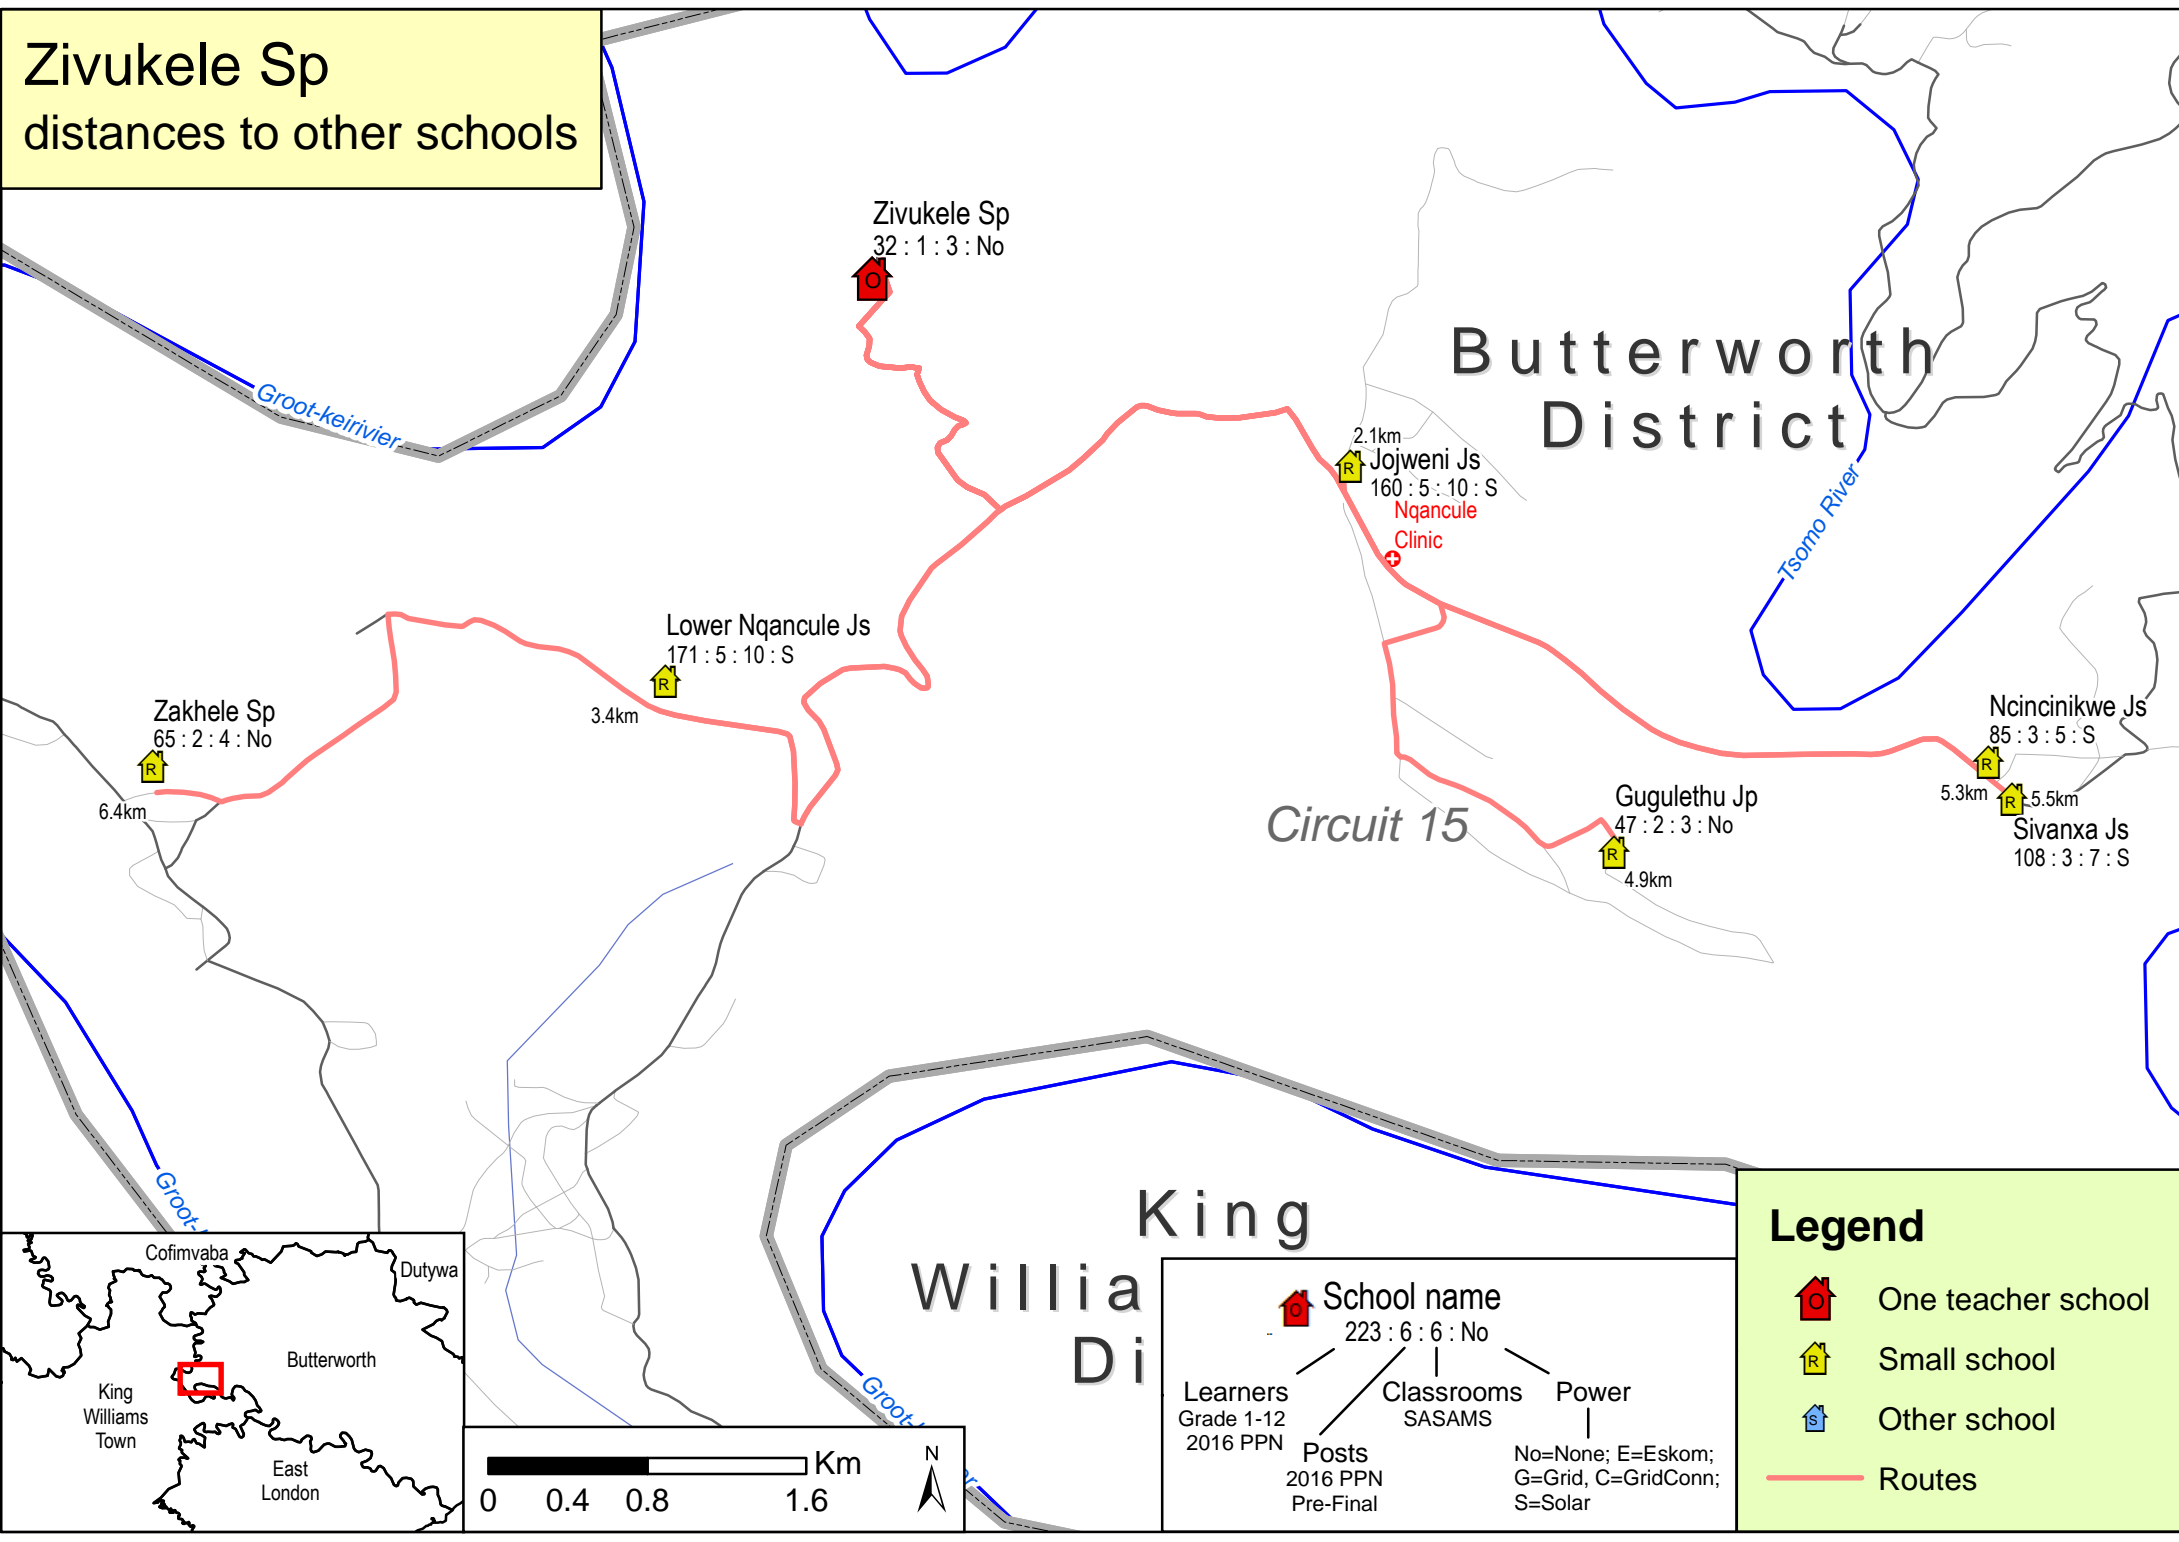 Zivukele Sp
distances to other schools
Zivukele Sp
32 : 1 : 3 : No
O
Butterworth
District
Groot-keirivier
2.1km
R
Jojweni Js
160 : 5 : 10 : S
Nqancule
Clinic
Tsomo River
Lower Nqancule Js
171 : 5 : 10 : S
R
3.4km
Zakhele Sp
65 : 2 : 4 : No
R
6.4km
Ncincinikwe Js
85 : 3 : 5 : S
R
5.3km
R
5.5km
Sivanxa Js
108 : 3 : 7 : S
Gugulethu Jp
47 : 2 : 3 : No
R
4.9km
Circuit 15
Groot-
King
Willia
Di
Groot-
er
Cofimvaba
Dutywa
Butterworth
King
Williams
Town
East
London
Km
0 0.4 0.8 1.6
N
O
School name
223 : 6 : 6 : No
Learners
Grade 1-12
2016 PPN
Posts
2016 PPN
Pre-Final
Classrooms
SASAMS
Power
No=None; E=Eskom;
G=Grid, C=GridConn;
S=Solar
Legend
O One teacher school
R Small school
S Other school
Routes